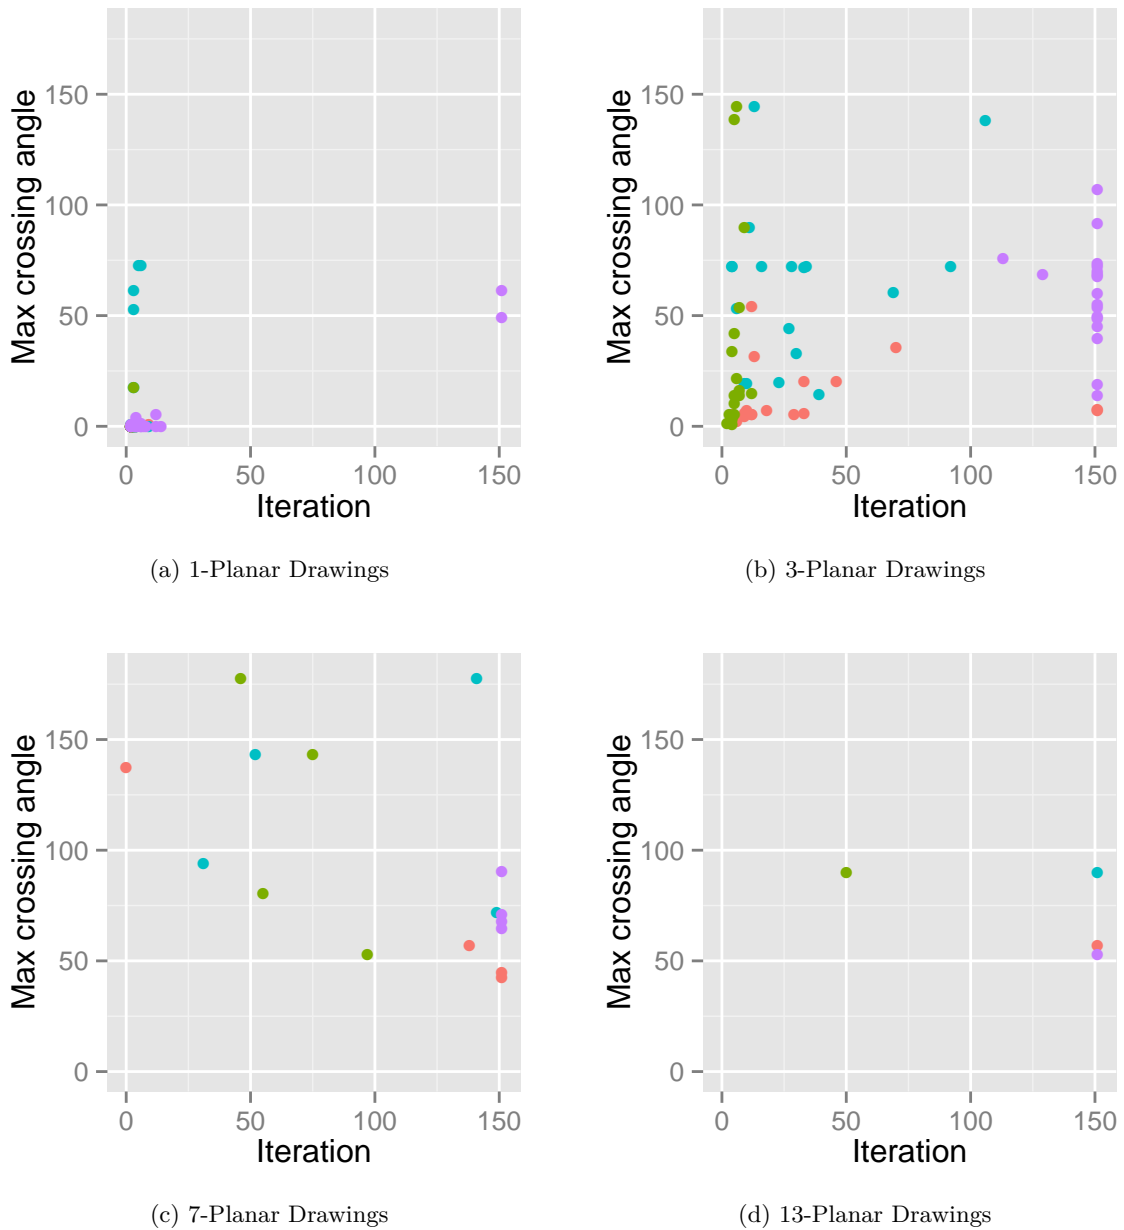 150
100
50
0
Max crossing angle
0 50 100 150
Iteration
(a) 1-Planar Drawings
150
100
50
0
Max crossing angle
0 50 100 150
Iteration
(b) 3-Planar Drawings
150
100
50
0
Max crossing angle
0 50 100 150
Iteration
(c) 7-Planar Drawings
150
100
50
0
Max crossing angle
0 50 100 150
Iteration
(d) 13-Planar Drawings